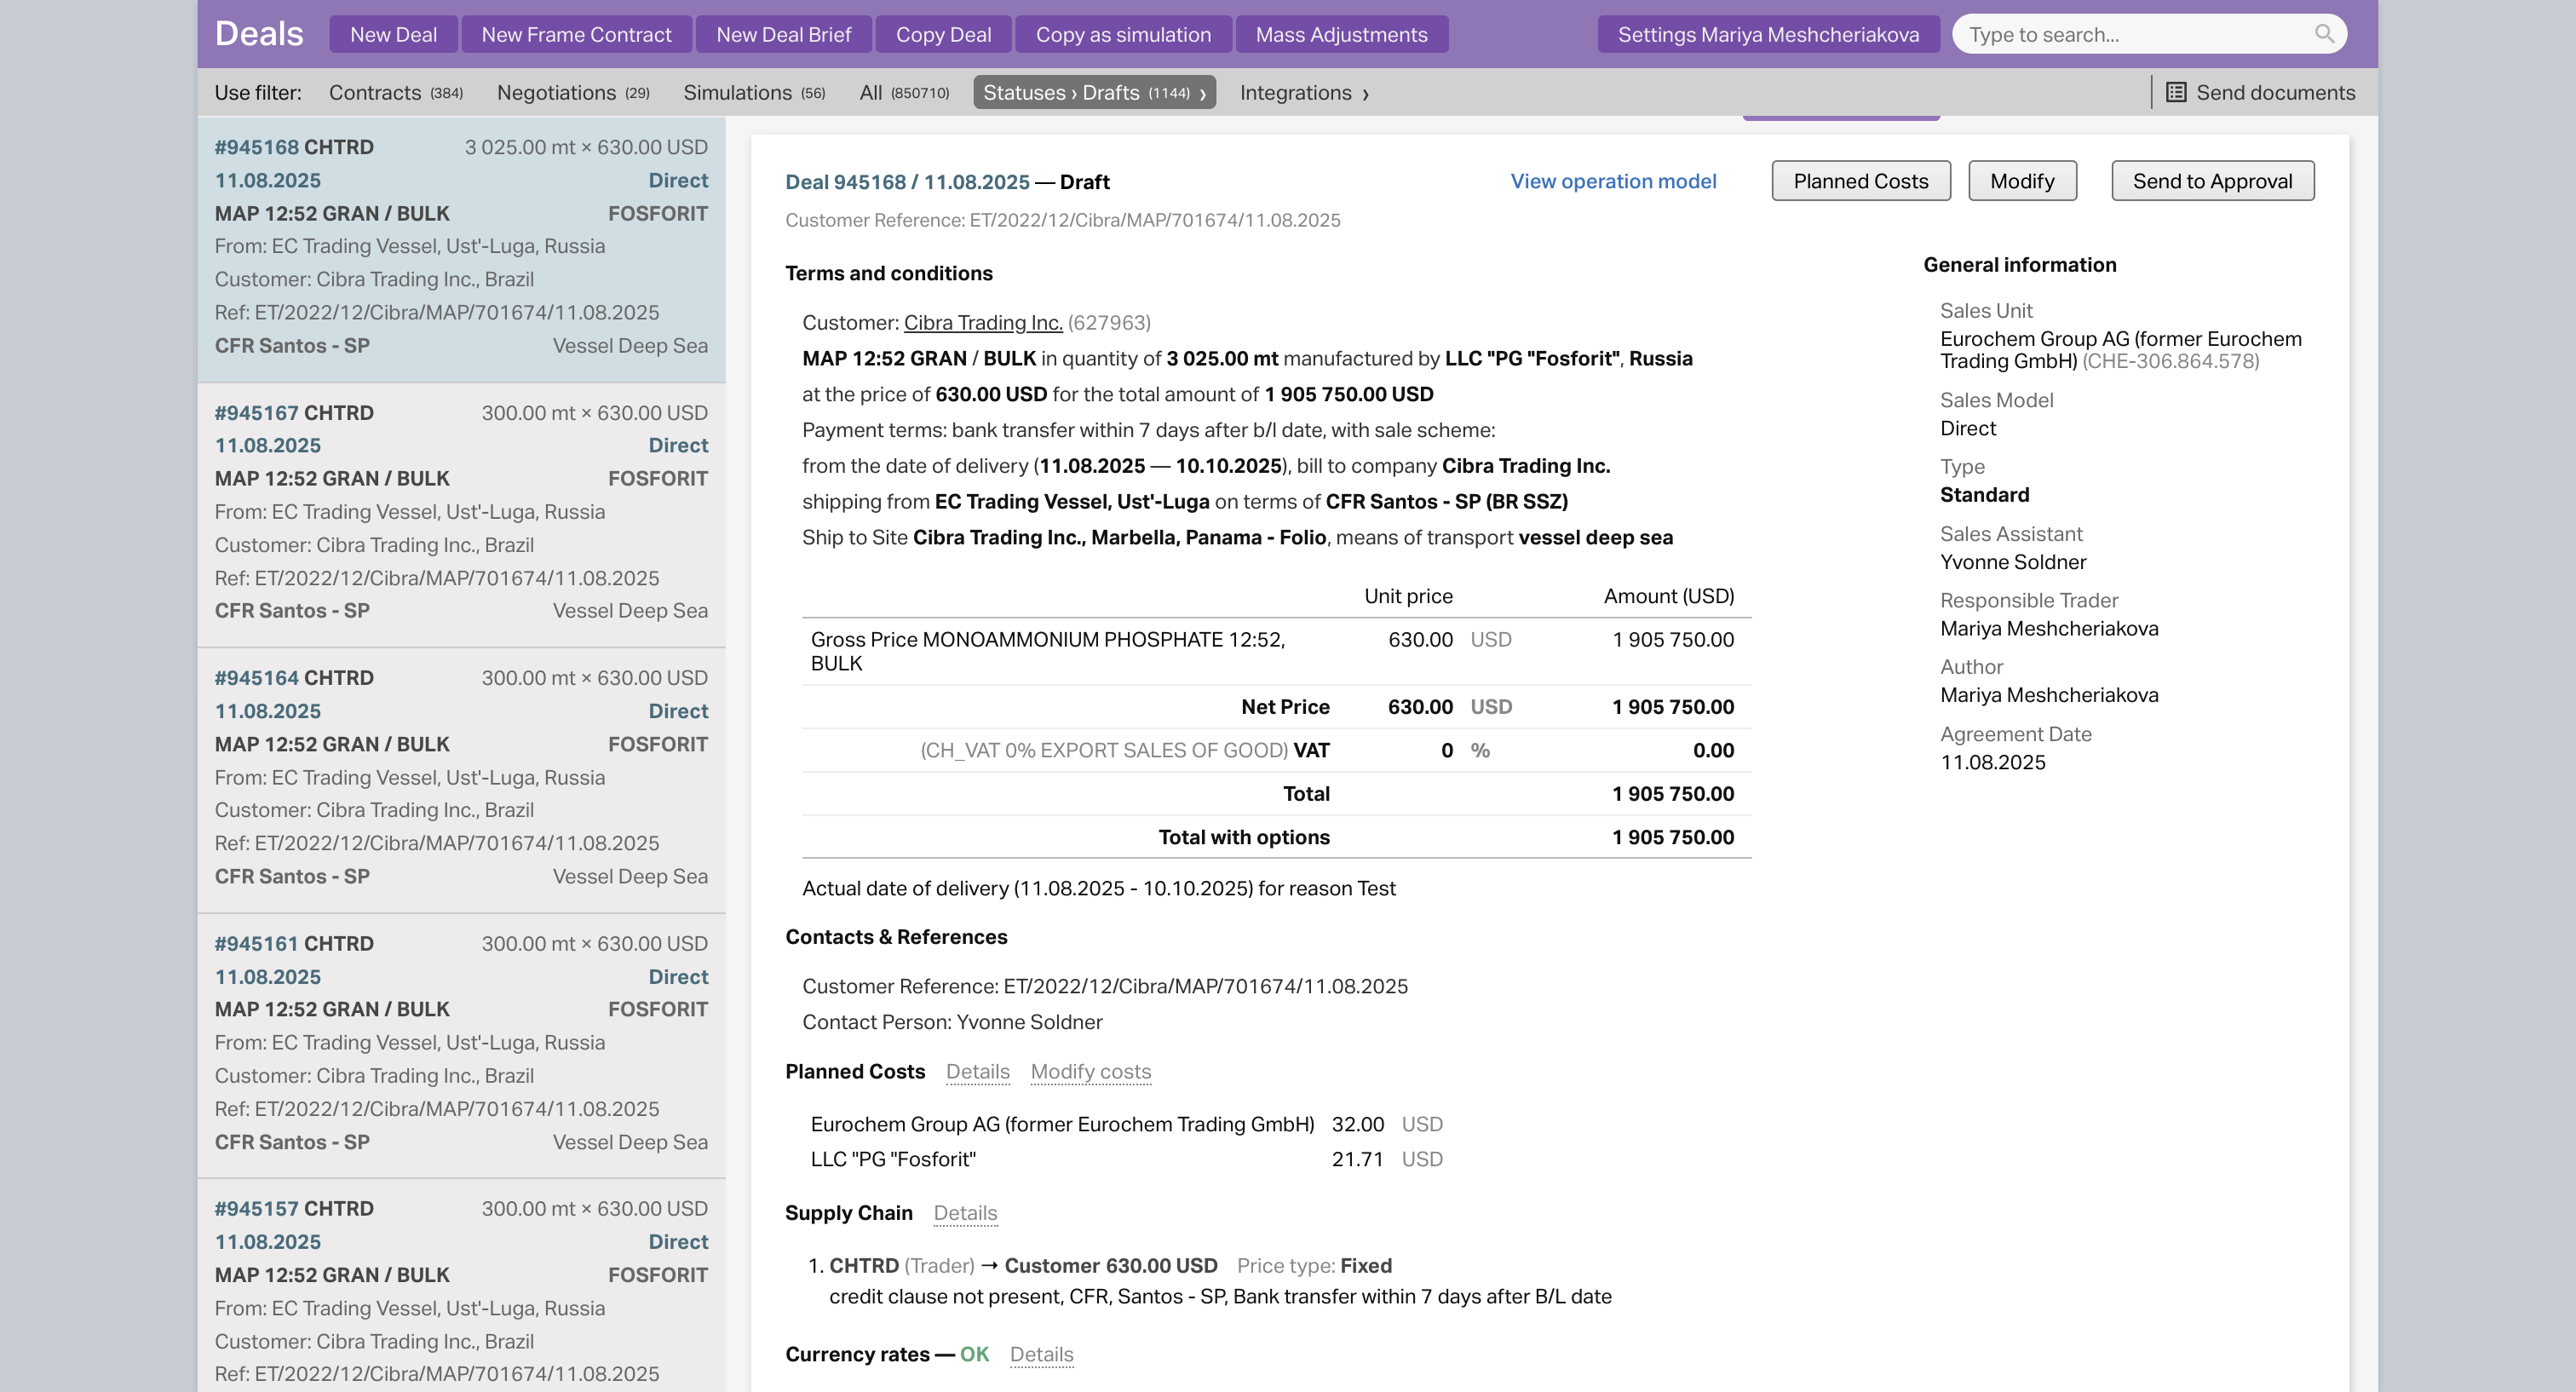 Deals
New Deal
New Frame Contract
New Deal Brief
Copy Deal
Copy as simulation
Mass Adjustments
Settings Mariya Meshcheriakova
Type to search...
Use filter:
Contracts (384)
Negotiations (29)
Simulations (56)
All (850710)
Statuses › Drafts (1144) ›
Integrations ›
Send documents
#945168 CHTRD 3 025.00 mt × 630.00 USD
11.08.2025 Direct
MAP 12:52 GRAN / BULK FOSFORIT
From: EC Trading Vessel, Ust'-Luga, Russia
Customer: Cibra Trading Inc., Brazil
Ref: ET/2022/12/Cibra/MAP/701674/11.08.2025
CFR Santos - SP Vessel Deep Sea
#945167 CHTRD 300.00 mt × 630.00 USD
11.08.2025 Direct
MAP 12:52 GRAN / BULK FOSFORIT
From: EC Trading Vessel, Ust'-Luga, Russia
Customer: Cibra Trading Inc., Brazil
Ref: ET/2022/12/Cibra/MAP/701674/11.08.2025
CFR Santos - SP Vessel Deep Sea
#945164 CHTRD 300.00 mt × 630.00 USD
11.08.2025 Direct
MAP 12:52 GRAN / BULK FOSFORIT
From: EC Trading Vessel, Ust'-Luga, Russia
Customer: Cibra Trading Inc., Brazil
Ref: ET/2022/12/Cibra/MAP/701674/11.08.2025
CFR Santos - SP Vessel Deep Sea
#945161 CHTRD 300.00 mt × 630.00 USD
11.08.2025 Direct
MAP 12:52 GRAN / BULK FOSFORIT
From: EC Trading Vessel, Ust'-Luga, Russia
Customer: Cibra Trading Inc., Brazil
Ref: ET/2022/12/Cibra/MAP/701674/11.08.2025
CFR Santos - SP Vessel Deep Sea
#945157 CHTRD 300.00 mt × 630.00 USD
11.08.2025 Direct
MAP 12:52 GRAN / BULK FOSFORIT
From: EC Trading Vessel, Ust'-Luga, Russia
Customer: Cibra Trading Inc., Brazil
Ref: ET/2022/12/Cibra/MAP/701674/11.08.2025
Deal 945168 / 11.08.2025 — Draft
View operation model
Planned Costs
Modify
Send to Approval
Customer Reference: ET/2022/12/Cibra/MAP/701674/11.08.2025
Terms and conditions
Customer: Cibra Trading Inc. (627963)
MAP 12:52 GRAN / BULK in quantity of 3 025.00 mt manufactured by LLC "PG "Fosforit", Russia
at the price of 630.00 USD for the total amount of 1 905 750.00 USD
Payment terms: bank transfer within 7 days after b/l date, with sale scheme:
from the date of delivery (11.08.2025 — 10.10.2025), bill to company Cibra Trading Inc.
shipping from EC Trading Vessel, Ust'-Luga on terms of CFR Santos - SP (BR SSZ)
Ship to Site Cibra Trading Inc., Marbella, Panama - Folio, means of transport vessel deep sea
Unit price Amount (USD)
Gross Price MONOAMMONIUM PHOSPHATE 12:52, 630.00 USD 1 905 750.00
BULK
Net Price 630.00 USD 1 905 750.00
(CH_VAT 0% EXPORT SALES OF GOOD) VAT 0 % 0.00
Total 1 905 750.00
Total with options 1 905 750.00
Actual date of delivery (11.08.2025 - 10.10.2025) for reason Test
Contacts & References
Customer Reference: ET/2022/12/Cibra/MAP/701674/11.08.2025
Contact Person: Yvonne Soldner
Planned Costs Details Modify costs
Eurochem Group AG (former Eurochem Trading GmbH) 32.00 USD
LLC "PG "Fosforit" 21.71 USD
Supply Chain Details
1. CHTRD (Trader) → Customer 630.00 USD Price type: Fixed
credit clause not present, CFR, Santos - SP, Bank transfer within 7 days after B/L date
Currency rates — OK Details
General information
Sales Unit
Eurochem Group AG (former Eurochem
Trading GmbH) (CHE-306.864.578)
Sales Model
Direct
Type
Standard
Sales Assistant
Yvonne Soldner
Responsible Trader
Mariya Meshcheriakova
Author
Mariya Meshcheriakova
Agreement Date
11.08.2025